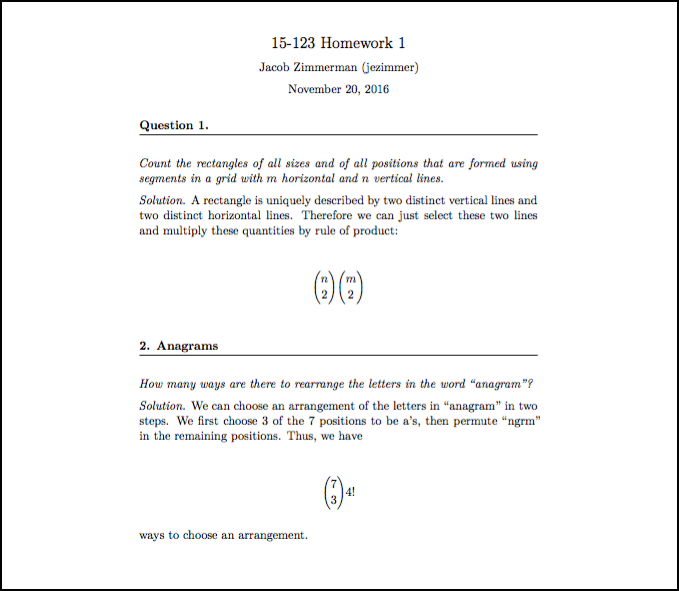 15-123 Homework 1
Jacob Zimmerman (jezimmer)
November 20, 2016
Question 1.
Count the rectangles of all sizes and of all positions that are formed using
segments in a grid with m horizontal and n vertical lines.
Solution. A rectangle is uniquely described by two distinct vertical lines and
two distinct horizontal lines. Therefore we can just select these two lines
and multiply these quantities by rule of product:
(n 2)(m 2)
2. Anagrams
How many ways are there to rearrange the letters in the word “anagram”?
Solution. We can choose an arrangement of the letters in “anagram” in two
steps. We first choose 3 of the 7 positions to be a's, then permute “ngrm”
in the remaining positions. Thus, we have
(7 3)4!
ways to choose an arrangement.